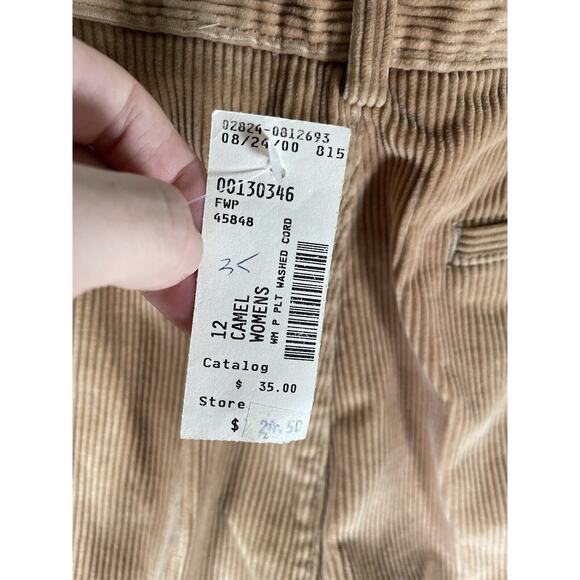 02824-0812693
08/24/00 815
00130346
FWP
45848
12
CAMEL
WOMENS
WM P PLT WASHED CORD
Catalog
$ 35.00
Store
$